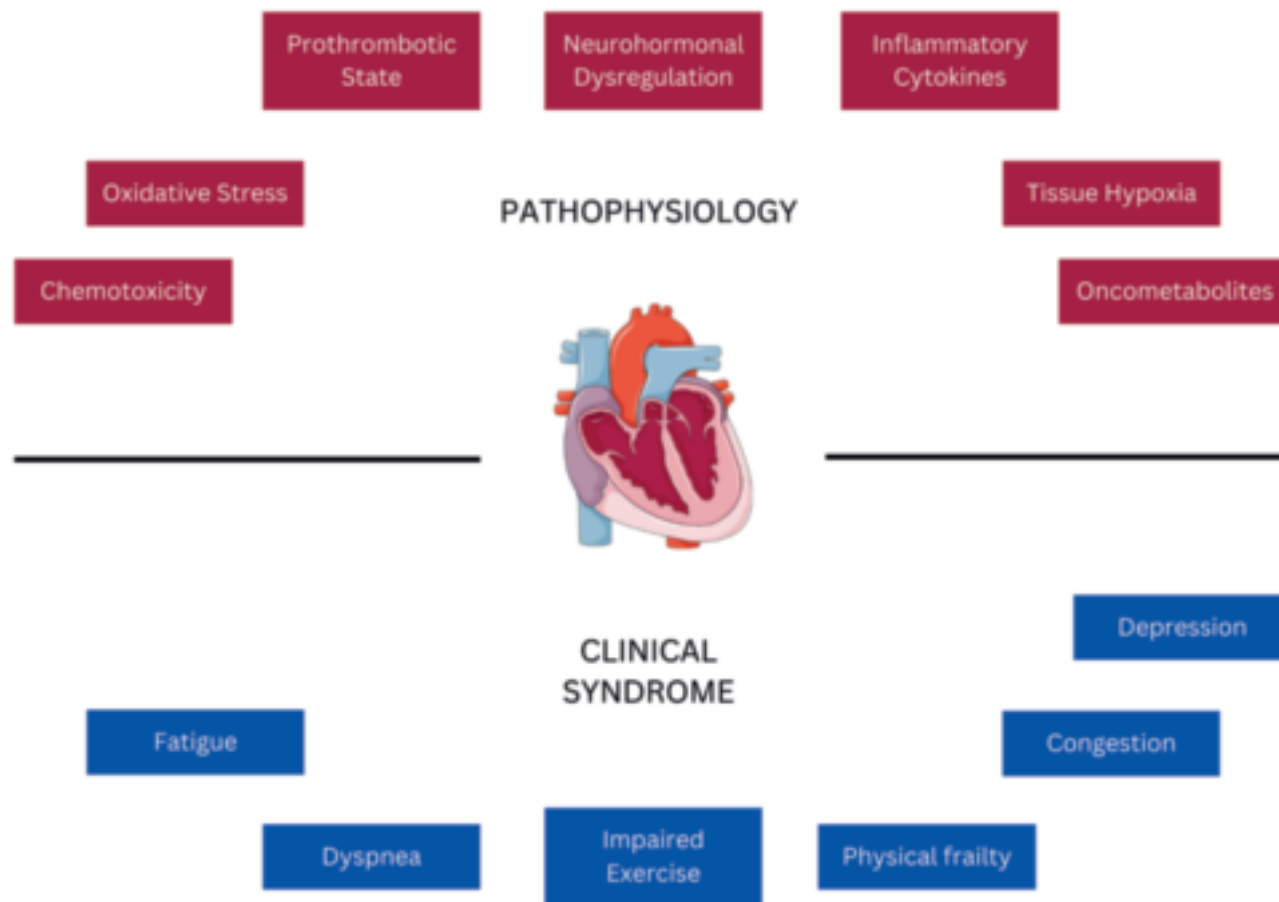 Prothrombotic
State
Neurohormonal
Dysregulation
Inflammatory
Cytokines
Oxidative Stress
PATHOPHYSIOLOGY
Tissue Hypoxia
Chemotoxicity
Oncometabolites
Depression
CLINICAL
SYNDROME
Fatigue
Congestion
Dyspnea
Impaired
Exercise
Physical frailty